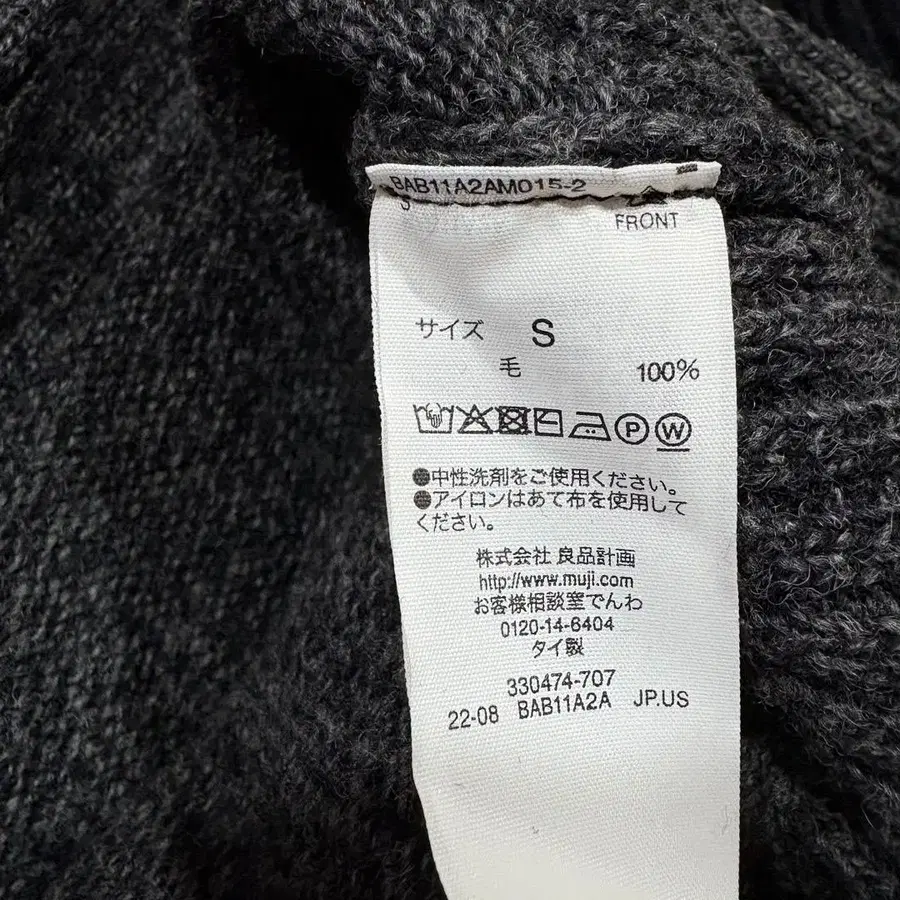 BAB11A2AM015-2
S
FRONT
サイズ S
毛 100%
P W
●中性洗剤をご使用ください。
●アイロンはあて布を使用して
ください。
株式会社 良品計画
http://www.muji.com
お客様相談室でんわ
0120-14-6404
タイ製
330474-707
22-08 BAB11A2A JP.US